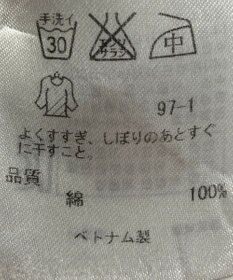 手洗イ
30 エンソサラシ 中
97-1
よくすすぎ、しぼりのあとすぐ
に干すこと。
品質
綿 100%
ベトナム製